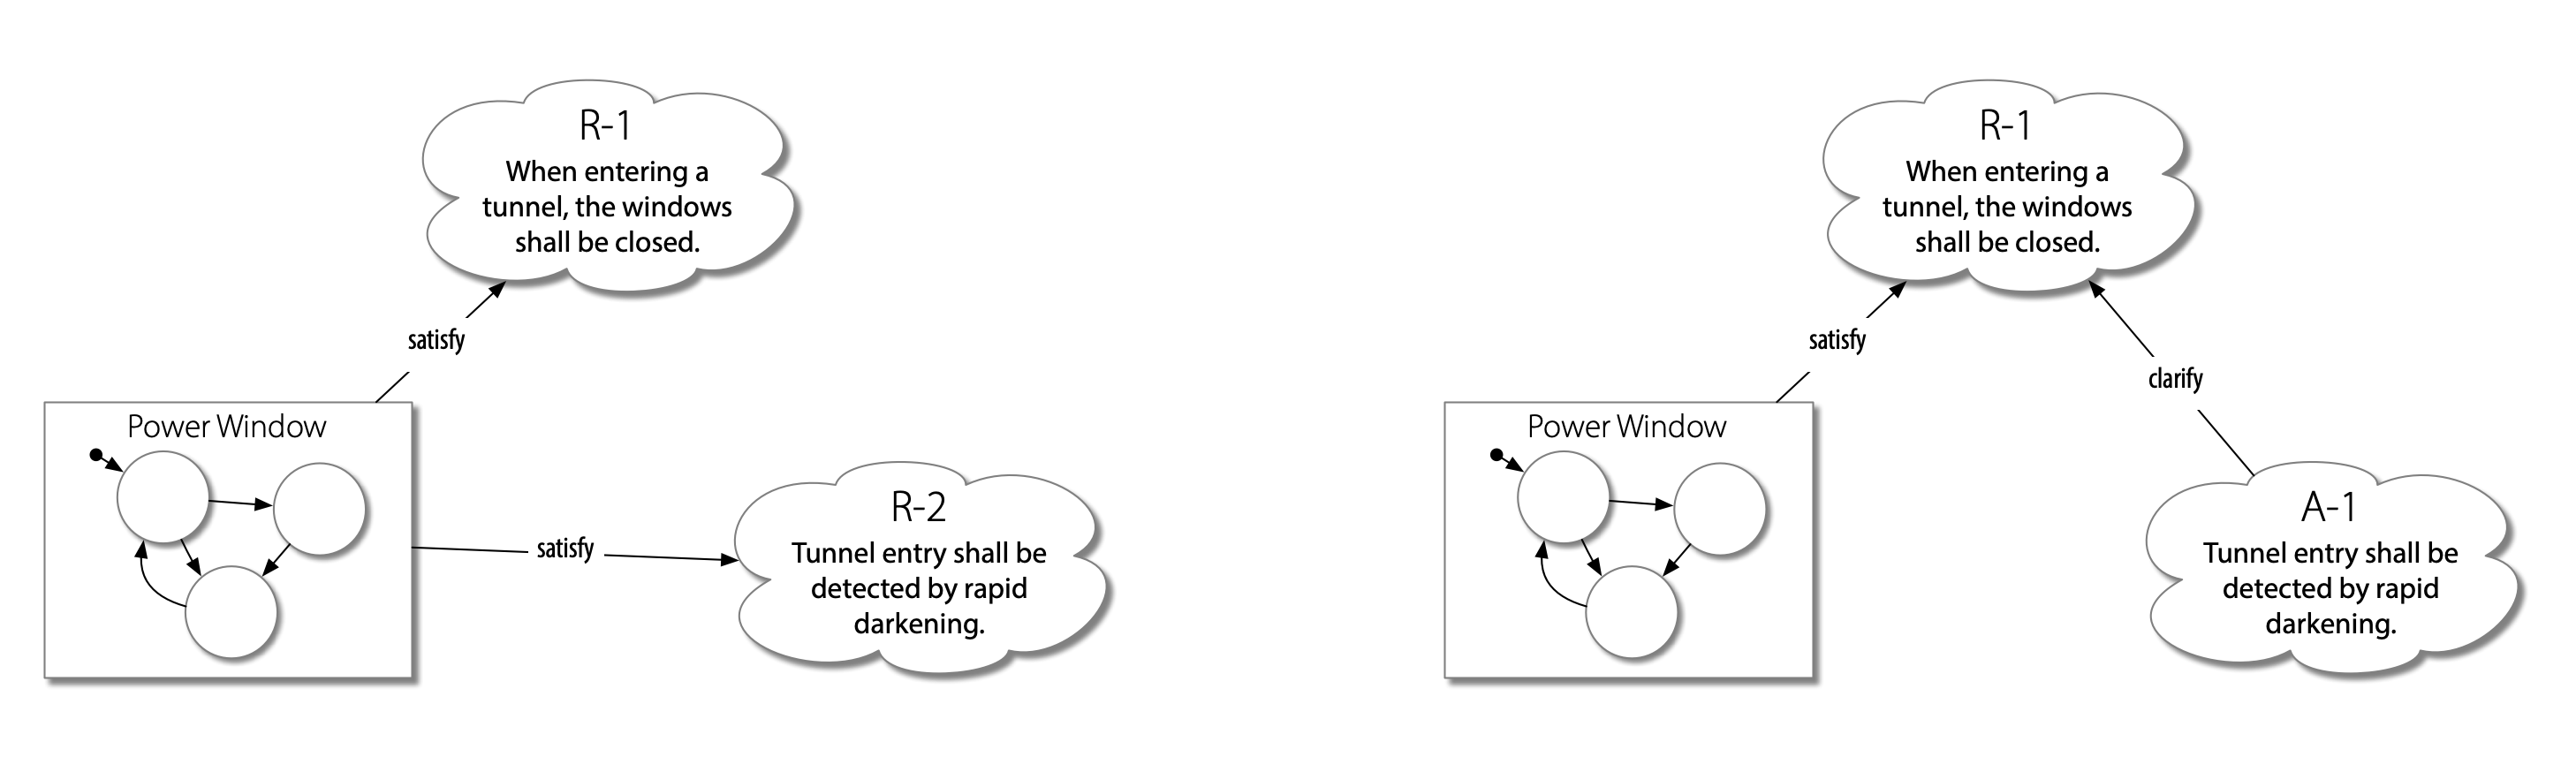 R-1
When entering a
tunnel, the windows
shall be closed.
satisfy
Power Window
satisfy
R-2
Tunnel entry shall be
detected by rapid
darkening.
R-1
When entering a
tunnel, the windows
shall be closed.
satisfy
clarify
Power Window
A-1
Tunnel entry shall be
detected by rapid
darkening.